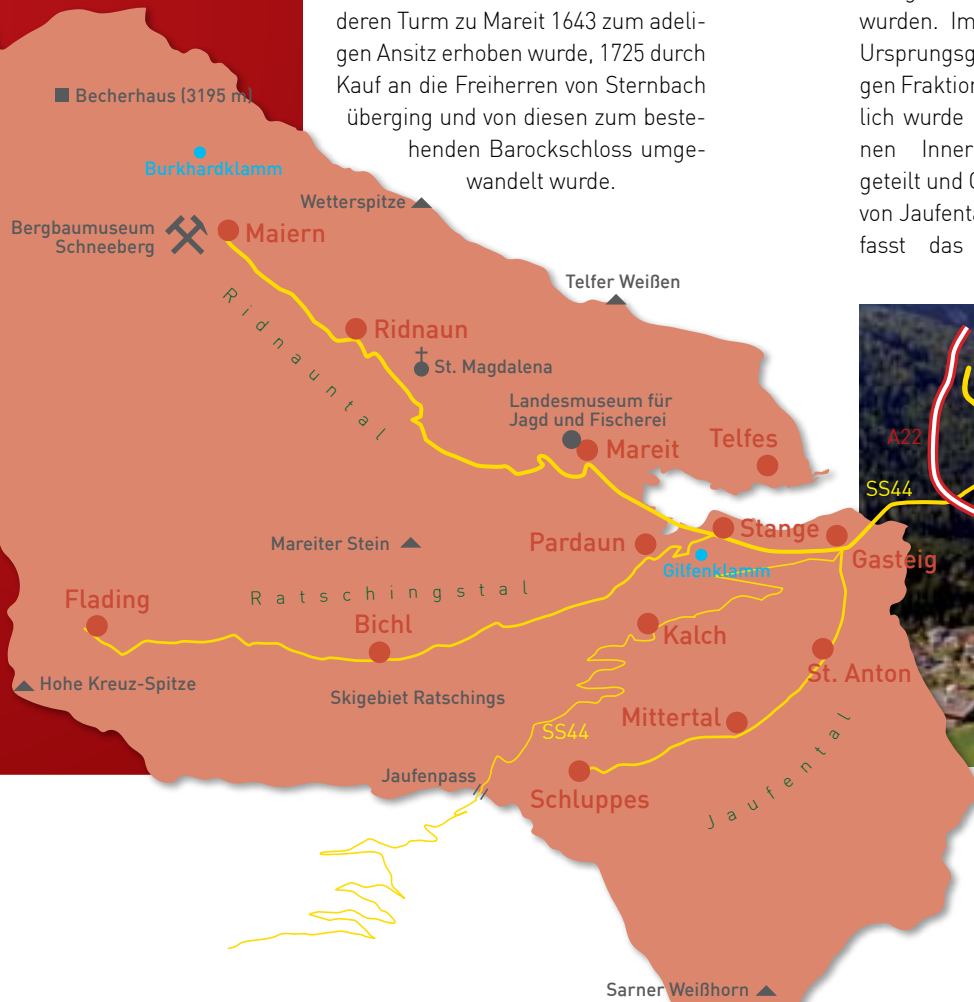 deren Turm zu Mareit 1643 zum adeli-
gen Ansitz erhoben wurde, 1725 durch
Kauf an die Freiherren von Sternbach
überging und von diesen zum beste-
henden Barockschloss umge-
wandelt wurde.
wurden. Im
Ursprungsg
gen Fraktion
lich wurde
nen Inner
geteilt und
von Jaufenta
fasst das
Becherhaus (3195 m)
Burkhardklamm
Wetterspitze
Bergbaumuseum
Schneeberg
Maiern
Telfer Weißen
Ridnauntal
Ridnaun
St. Magdalena
Landesmuseum für
Jagd und Fischerei
Mareit
Telfes
A22
SS44
Stange
Pardaun
Mareiter Stein
Gasteig
Gilfenklamm
Ratschingstal
Flading
Bichl
Kalch
St. Anton
Hohe Kreuz-Spitze
Skigebiet Ratschings
Mittertal
SS44
Jaufental
Jaufenpass
Schluppes
Sarner Weißhorn